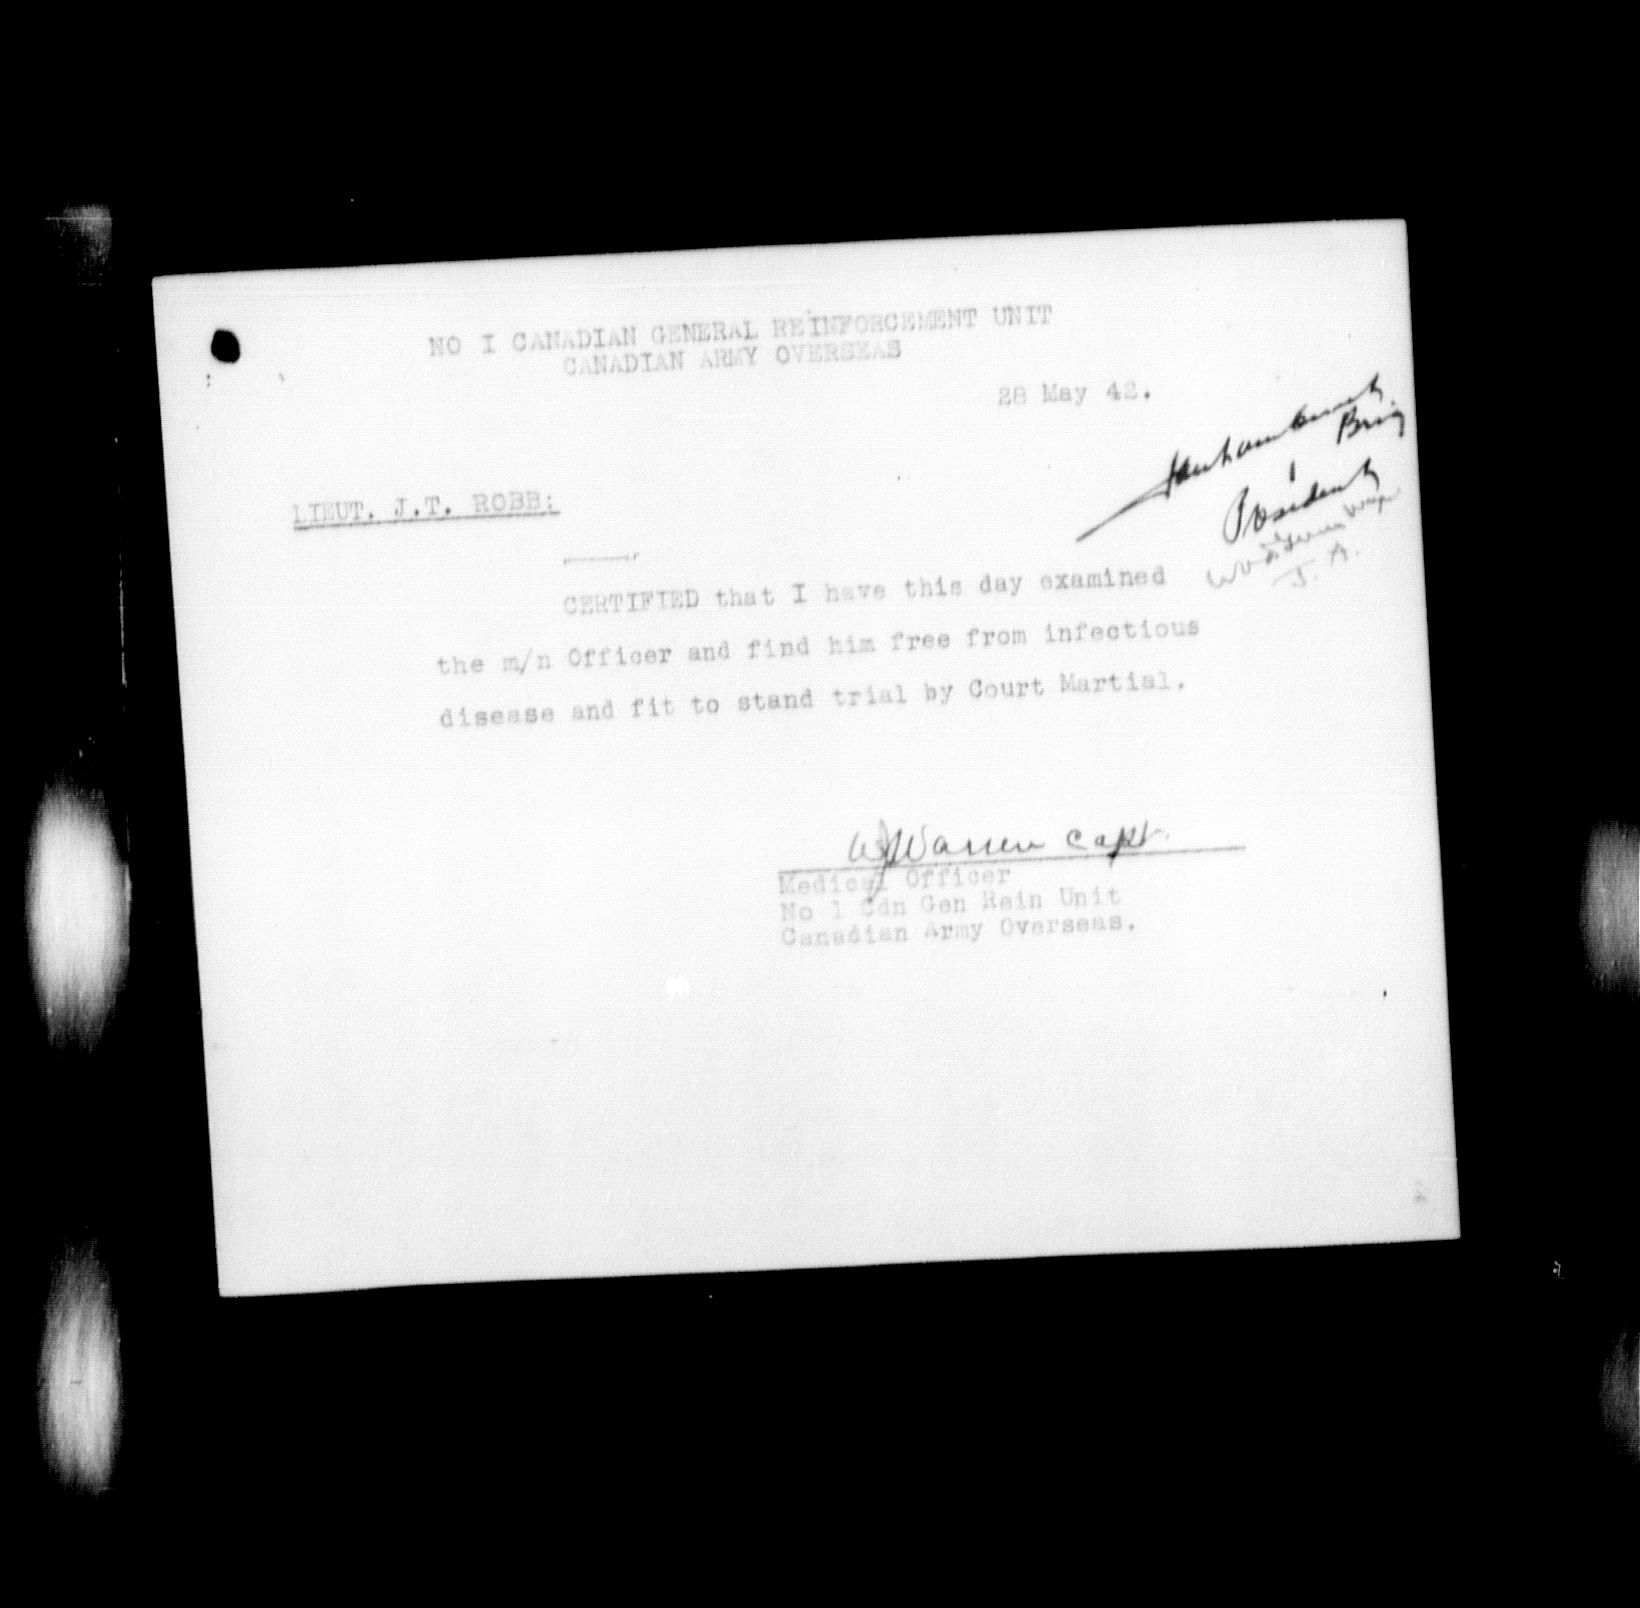 NO I CANADIAN GENERAL REINFORCEMENT UNIT
CANADIAN ARMY OVERSEAS
28 May 42.
Brig
President
J. A.
LIEUT. J.T. ROBB:
CERTIFIED that I have this day examined
the m/n Officer and find him free from infectious
disease and fit to stand trial by Court Martial.
Warren Capt.
Medical Officer
No 1 Cdn Gen Rein Unit
Canadian Army Overseas.